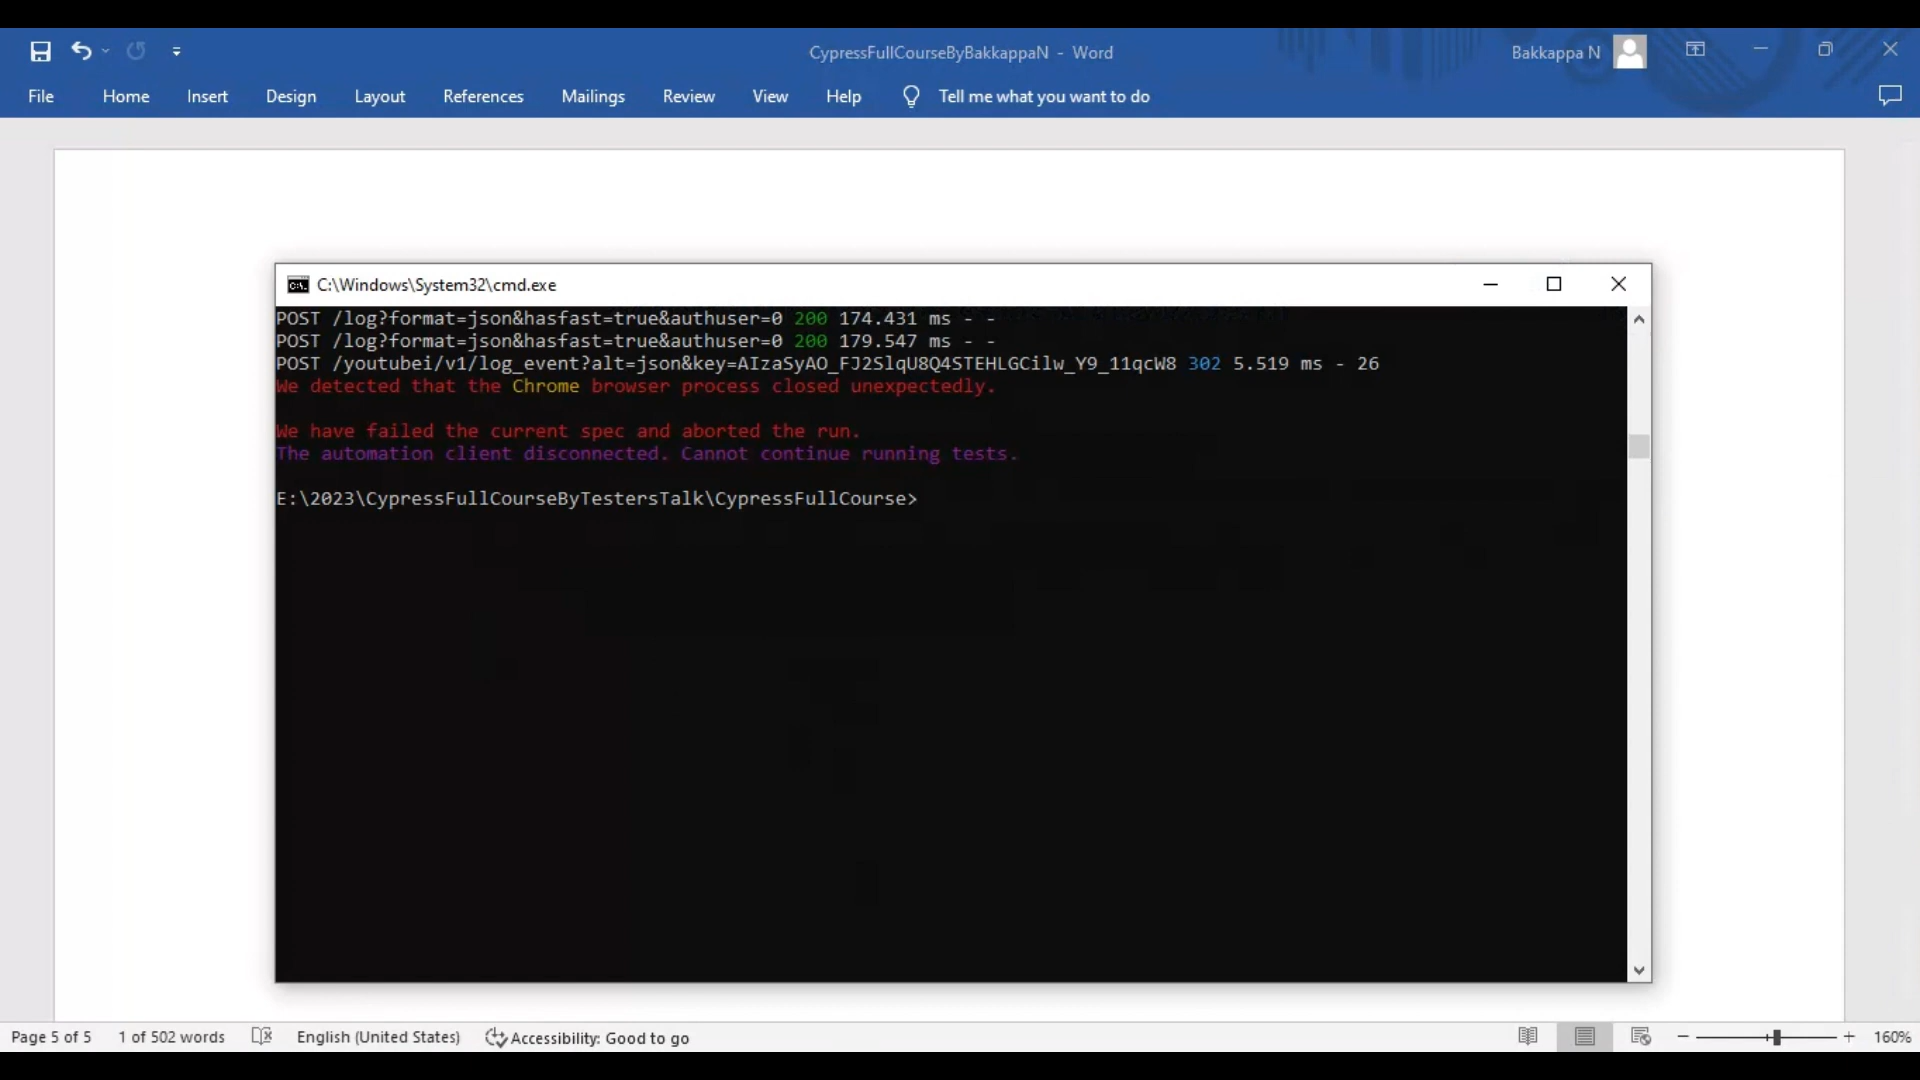 CypressFullCourseByBakkappaN - Word
Bakkappa N
File Home Insert Design Layout References Mailings Review View Help Tell me what you want to do
C:\Windows\System32\cmd.exe
POST /log?format=json&hasfast=true&authuser=0 200 174.431 ms - -
POST /log?format=json&hasfast=true&authuser=0 200 179.547 ms - -
POST /youtubei/v1/log_event?alt=json&key=AIzaSyAO_FJ2SlqU8Q4STEHLGCilw_Y9_11qcW8 302 5.519 ms - 26
We detected that the Chrome browser process closed unexpectedly.
We have failed the current spec and aborted the run.
The automation client disconnected. Cannot continue running tests.
E:\2023\CypressFullCourseByTestersTalk\CypressFullCourse>
Page 5 of 5 1 of 502 words English (United States) Accessibility: Good to go 160%